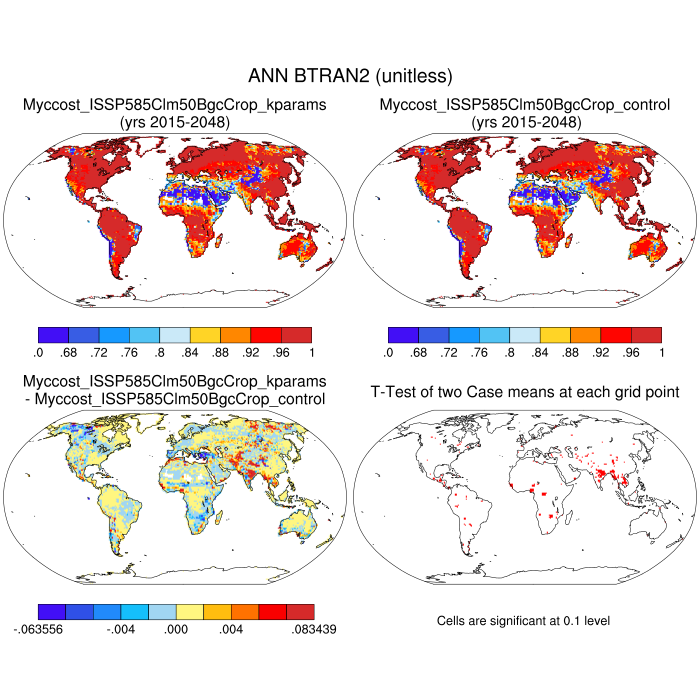 ANN BTRAN2 (unitless)
Myccost_ISSP585Clm50BgcCrop_kparams
(yrs 2015-2048)
Myccost_ISSP585Clm50BgcCrop_control
(yrs 2015-2048)
.0 .68 .72 .76 .8 .84 .88 .92 .96 1
.0 .68 .72 .76 .8 .84 .88 .92 .96 1
Myccost_ISSP585Clm50BgcCrop_kparams
- Myccost_ISSP585Clm50BgcCrop_control
T-Test of two Case means at each grid point
-.063556 -.004 .000 .004 .083439
Cells are significant at 0.1 level